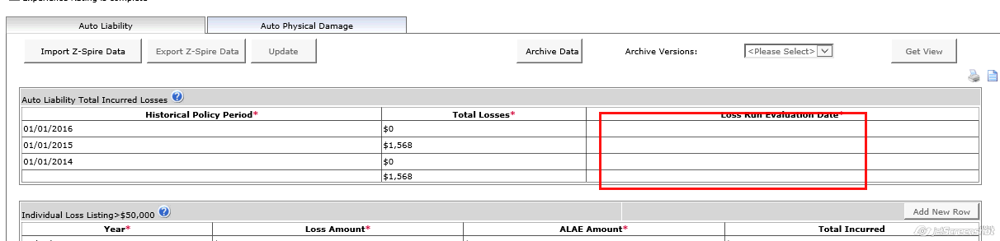 Experience Rating is complete
Auto Liability Auto Physical Damage
Import Z-Spire Data Export Z-Spire Data Update Archive Data Archive Versions: <Please Select> Get View
Auto Liability Total Incurred Losses ?
Historical Policy Period* Total Losses* Loss Run Evaluation Date*
01/01/2016 $0
01/01/2015 $1,568
01/01/2014 $0
$1,568
Individual Loss Listing>$50,000 ? Add New Row
Year* Loss Amount* ALAE Amount* Total Incurred
jetScreenshot